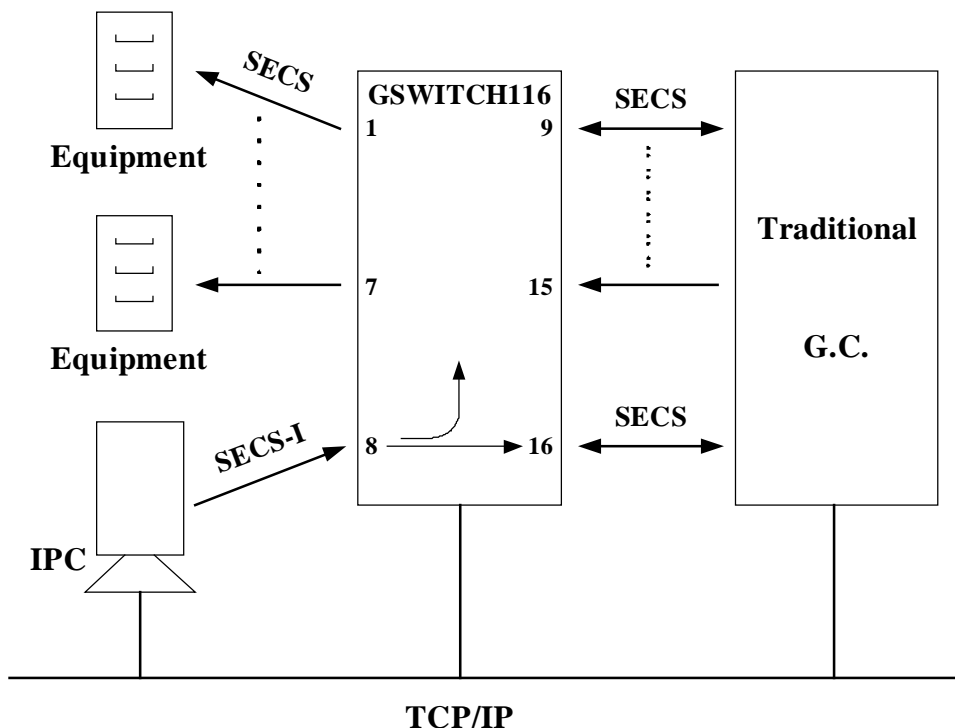 SECS
GSWITCH116
SECS
1
9
Equipment
Traditional
7
15
Equipment
G.C.
SECS-I
SECS
8
16
IPC
TCP/IP